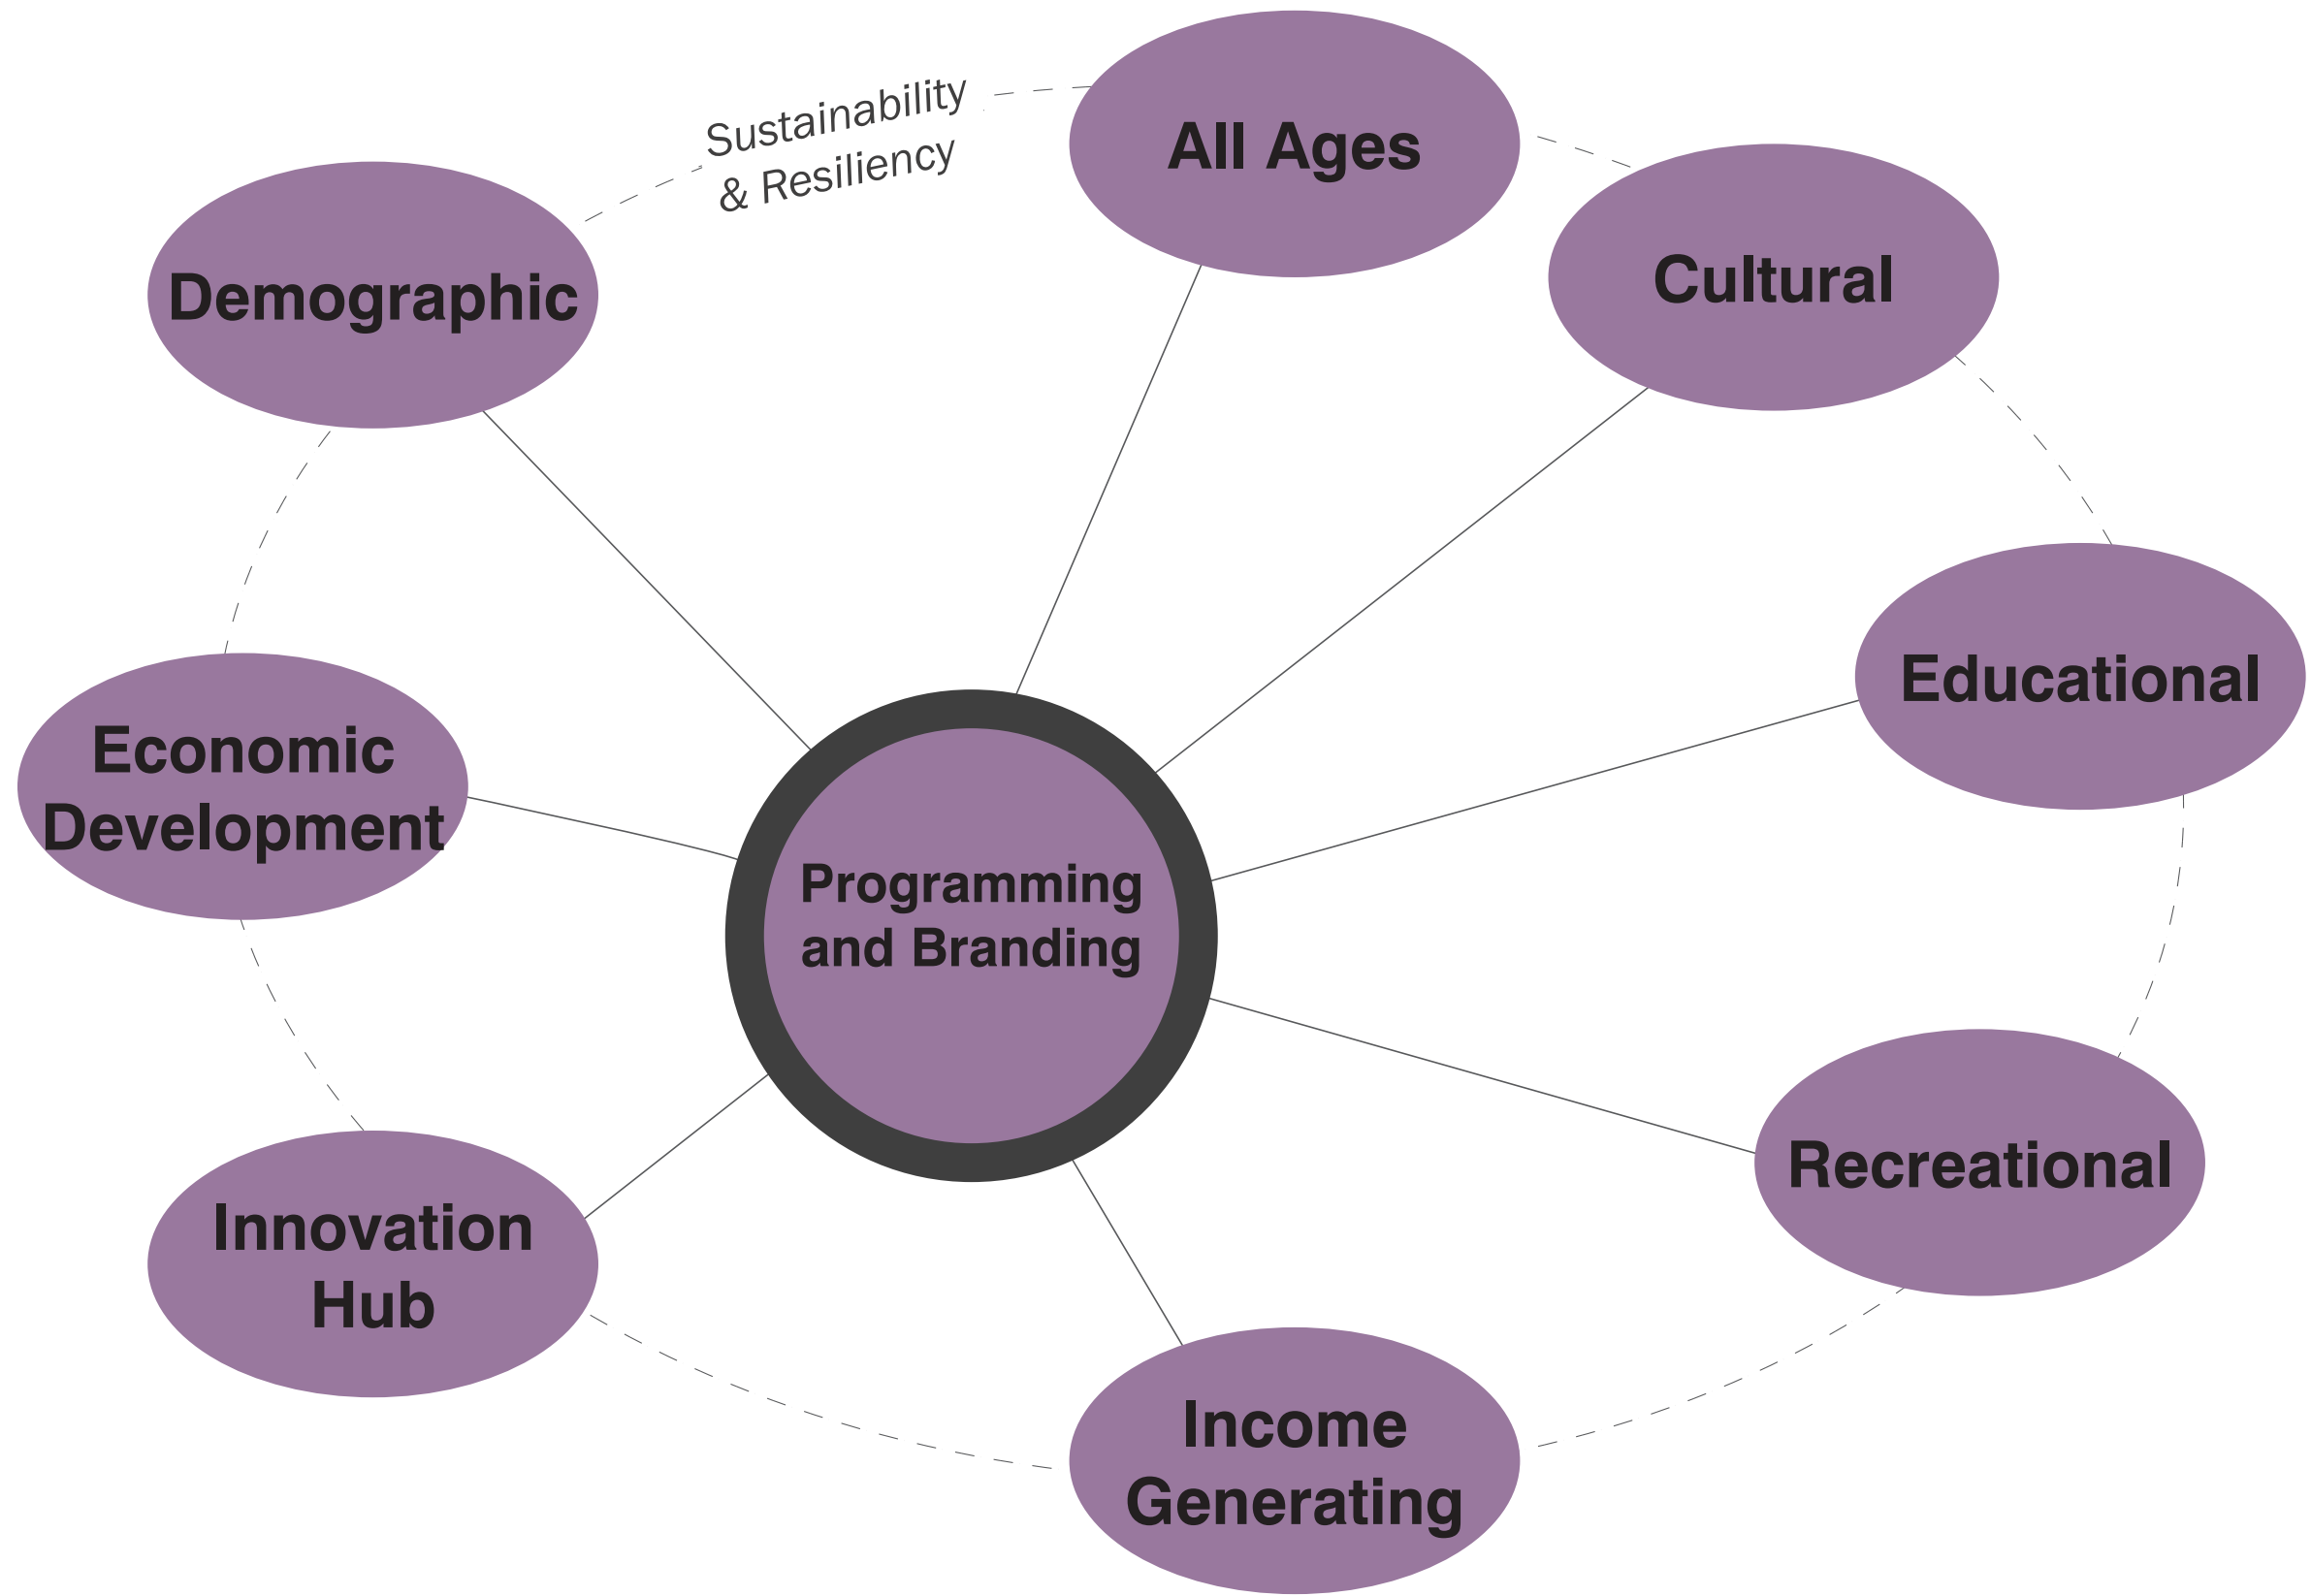 Sustainability
& Resiliency
All Ages
Cultural
Demographic
Educational
Economic
Development
Programming
and Branding
Recreational
Innovation
Hub
Income
Generating